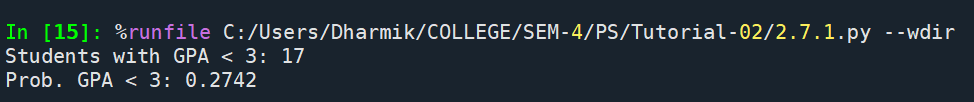 In [15]: %runfile C:/Users/Dharmik/COLLEGE/SEM-4/PS/Tutorial-02/2.7.1.py --wdir
Students with GPA < 3: 17
Prob. GPA < 3: 0.2742